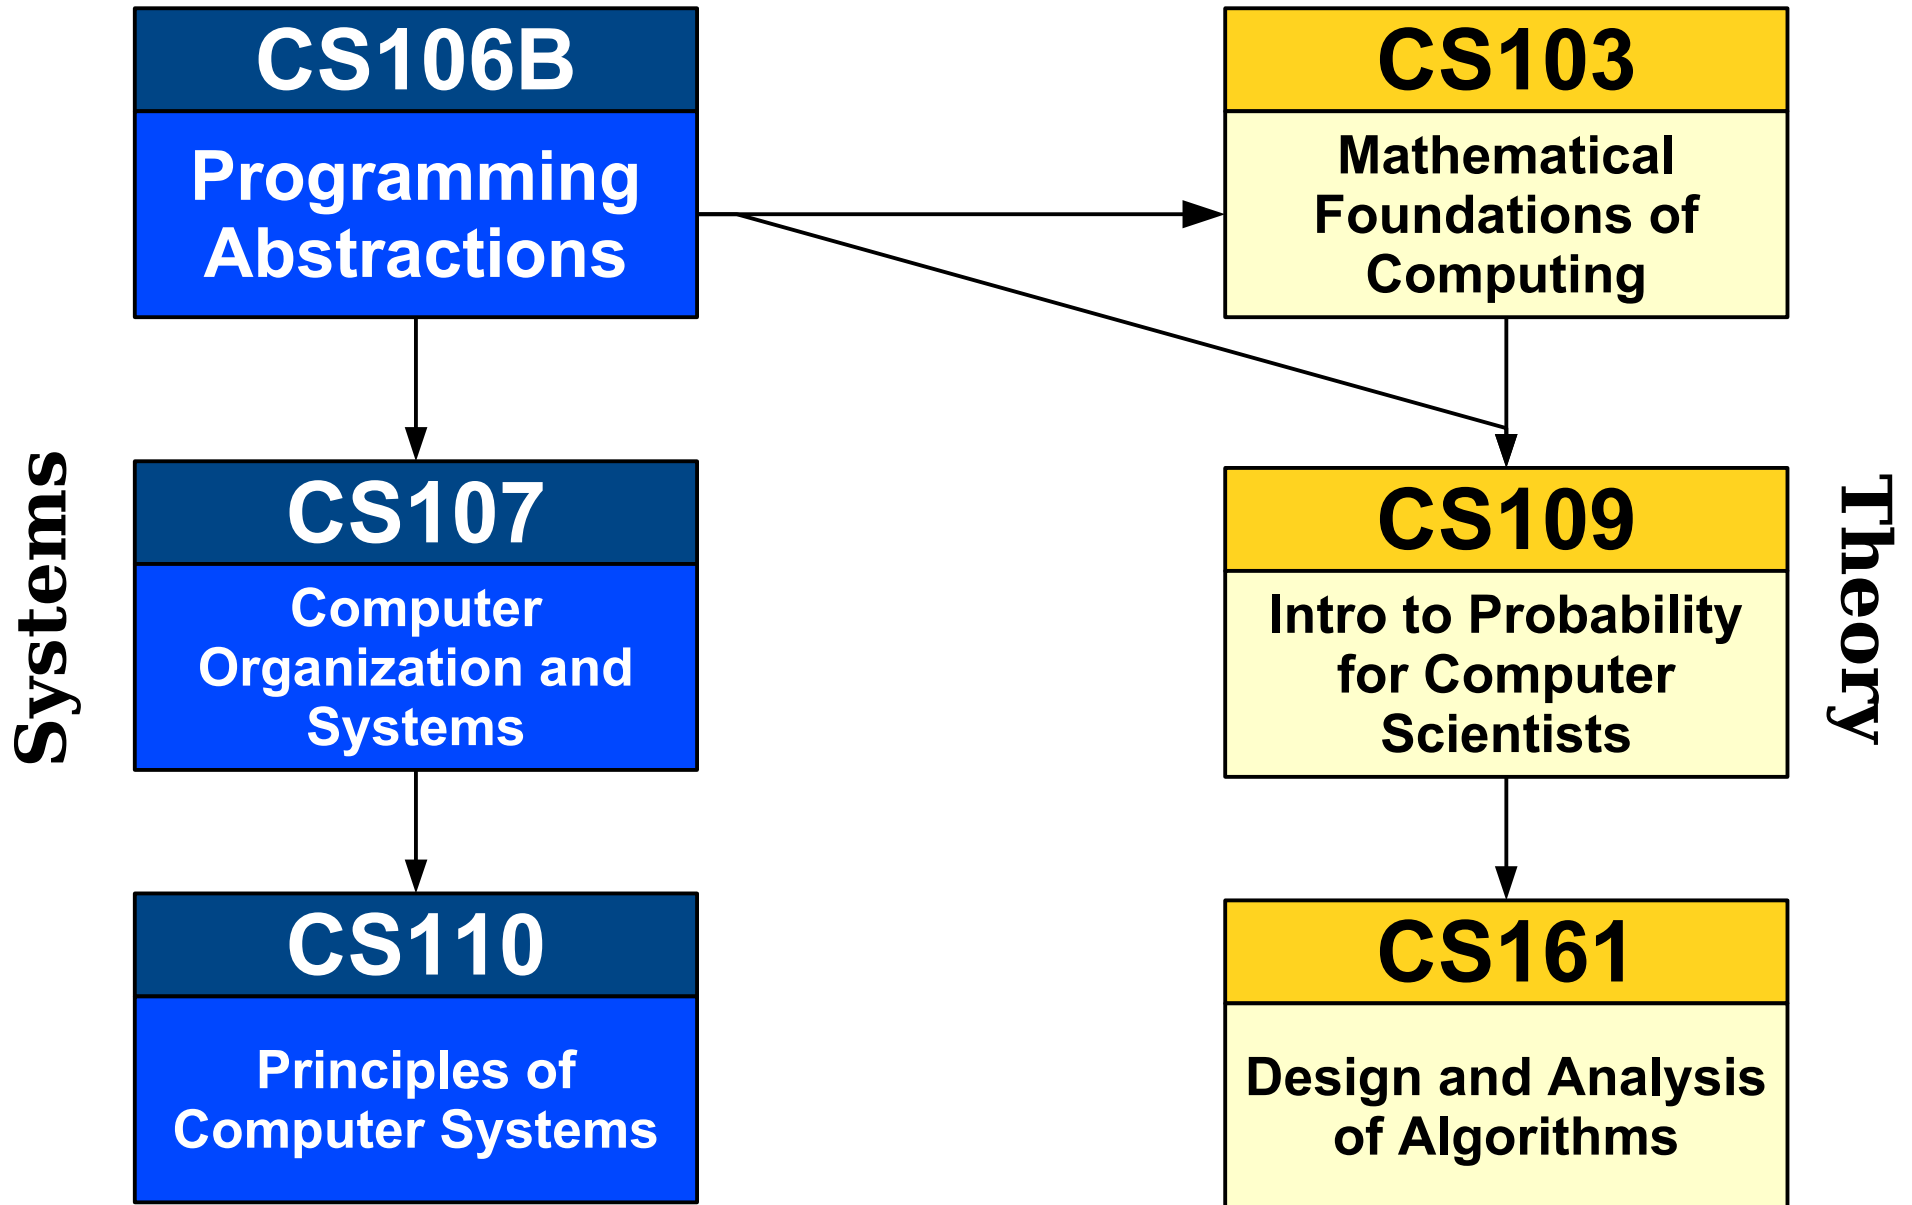 CS106B
Programming
Abstractions
CS103
Mathematical
Foundations of
Computing
Systems
CS107
Computer
Organization and
Systems
CS109
Intro to Probability
for Computer
Scientists
Theory
CS110
Principles of
Computer Systems
CS161
Design and Analysis
of Algorithms